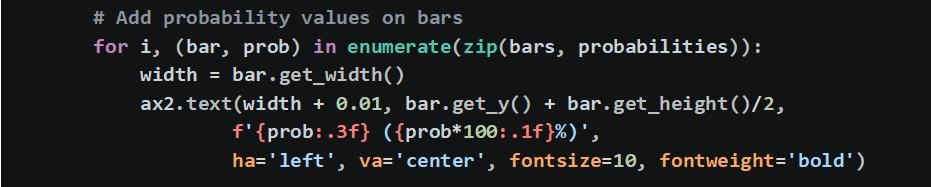 # Add probability values on bars
for i, (bar, prob) in enumerate(zip(bars, probabilities)):
    width = bar.get_width()
    ax2.text(width + 0.01, bar.get_y() + bar.get_height()/2,
            f'{prob:.3f} ({prob*100:.1f}%)',
            ha='left', va='center', fontsize=10, fontweight='bold')